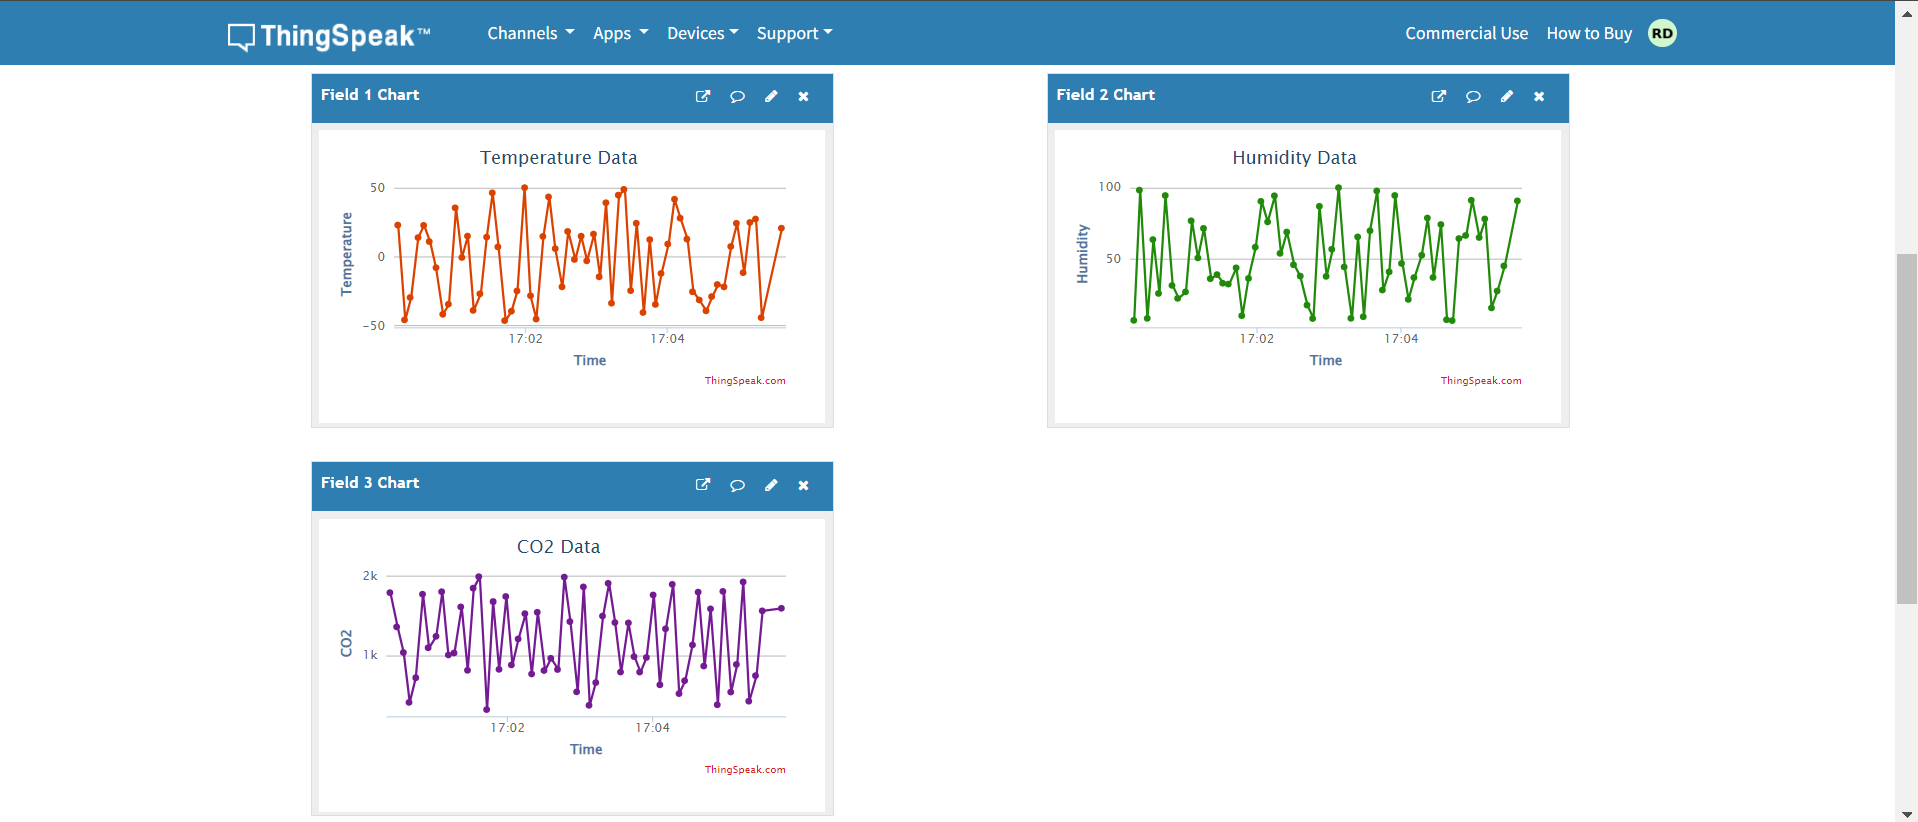 ThingSpeak™ Channels Apps Devices Support Commercial Use How to Buy RD
Field 1 Chart
Temperature Data
Temperature
50
0
−50
17:02 17:04
Time
ThingSpeak.com
Field 2 Chart
Humidity Data
Humidity
100
50
17:02 17:04
Time
ThingSpeak.com
Field 3 Chart
CO2 Data
CO2
2k
1k
17:02 17:04
Time
ThingSpeak.com